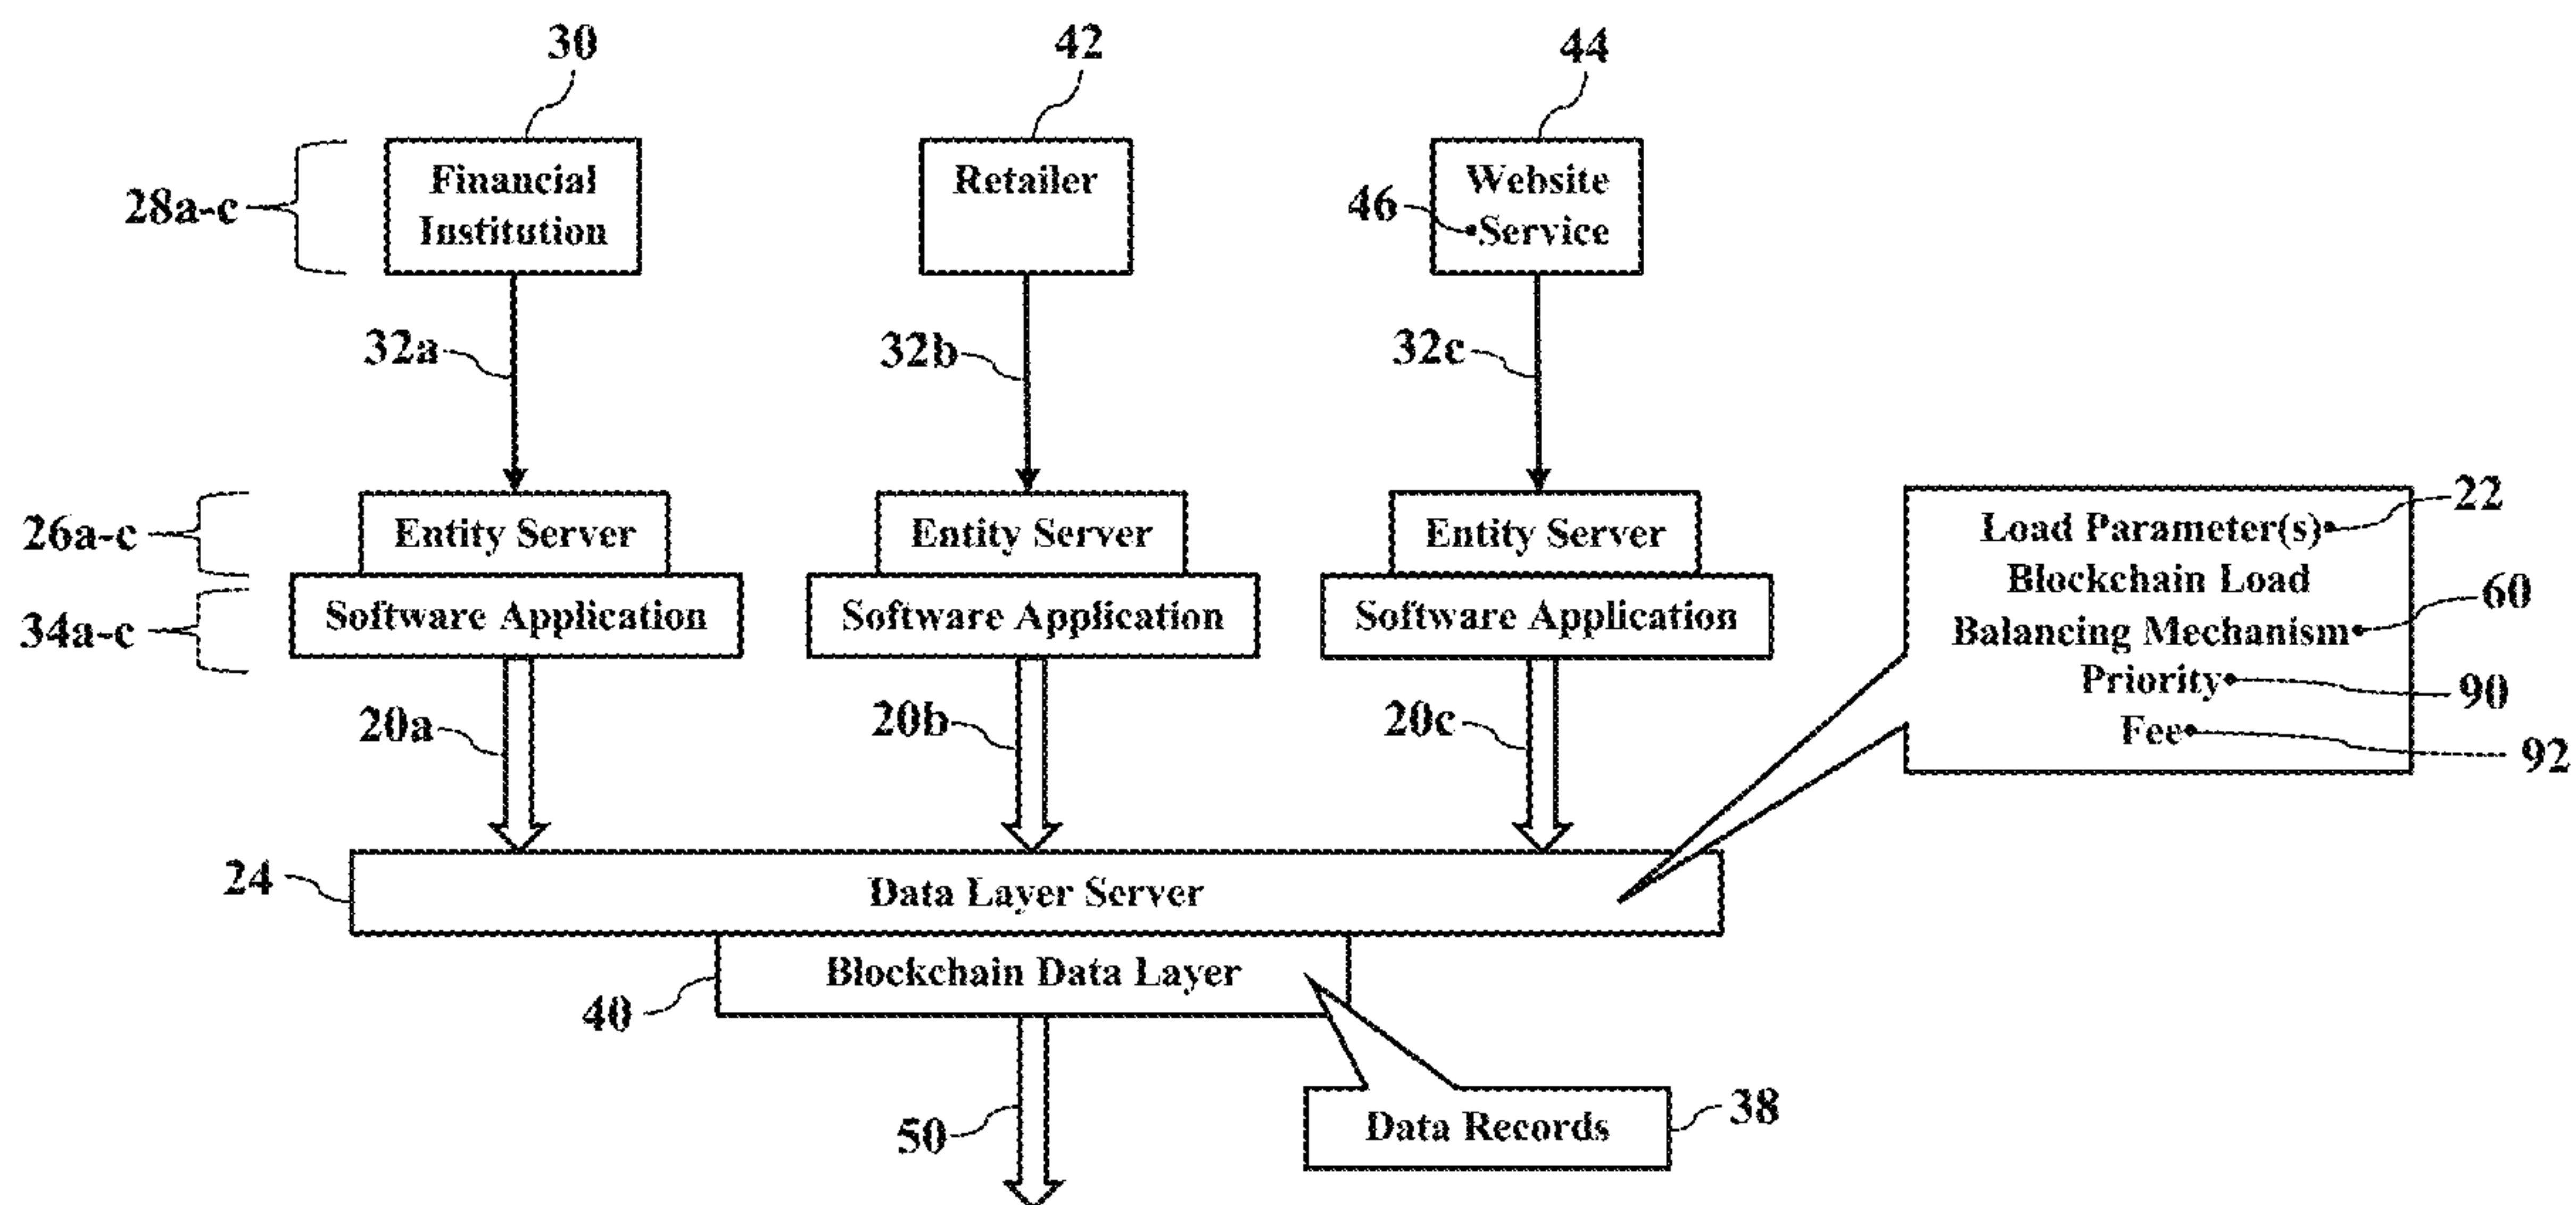 30
42
44
Financial
Institution
Retailer
Website
Service
28a-c
46
32a
32b
32c
26a-c
Entity Server
Entity Server
Entity Server
34a-c
Software Application
Software Application
Software Application
Load Parameter(s)
22
Blockchain Load
Balancing Mechanism
60
Priority
90
Fee
92
20a
20b
20c
24
Data Layer Server
Blockchain Data Layer
40
50
Data Records
38